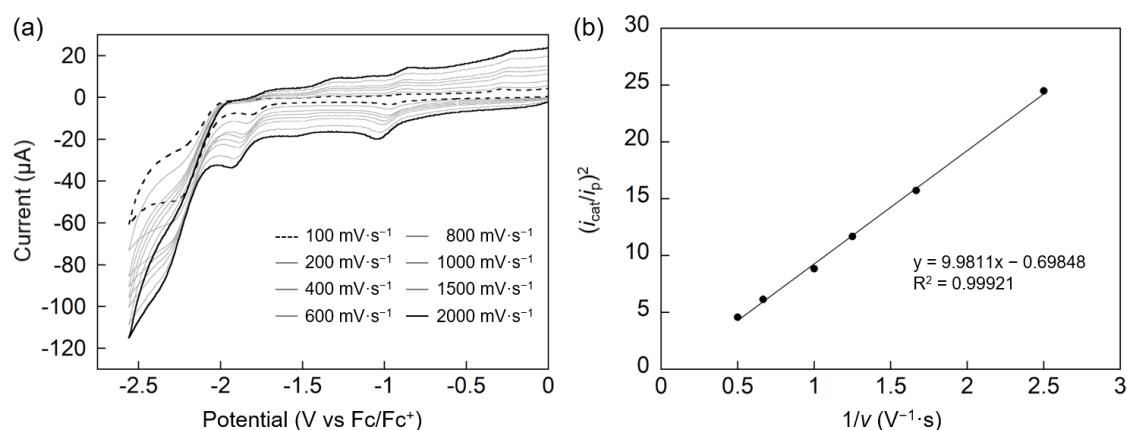 (a)
20
0
-20
-40
-60
-80
-100
-120
Current (μA)
100 mV·s⁻¹
200 mV·s⁻¹
400 mV·s⁻¹
600 mV·s⁻¹
800 mV·s⁻¹
1000 mV·s⁻¹
1500 mV·s⁻¹
2000 mV·s⁻¹
-2.5 -2 -1.5 -1 -0.5 0
Potential (V vs Fc/Fc⁺)
(b)
30
25
20
15
10
5
0
(i_cat/i_p)²
y = 9.9811x − 0.69848
R² = 0.99921
0 0.5 1 1.5 2 2.5 3
1/v (V⁻¹·s)